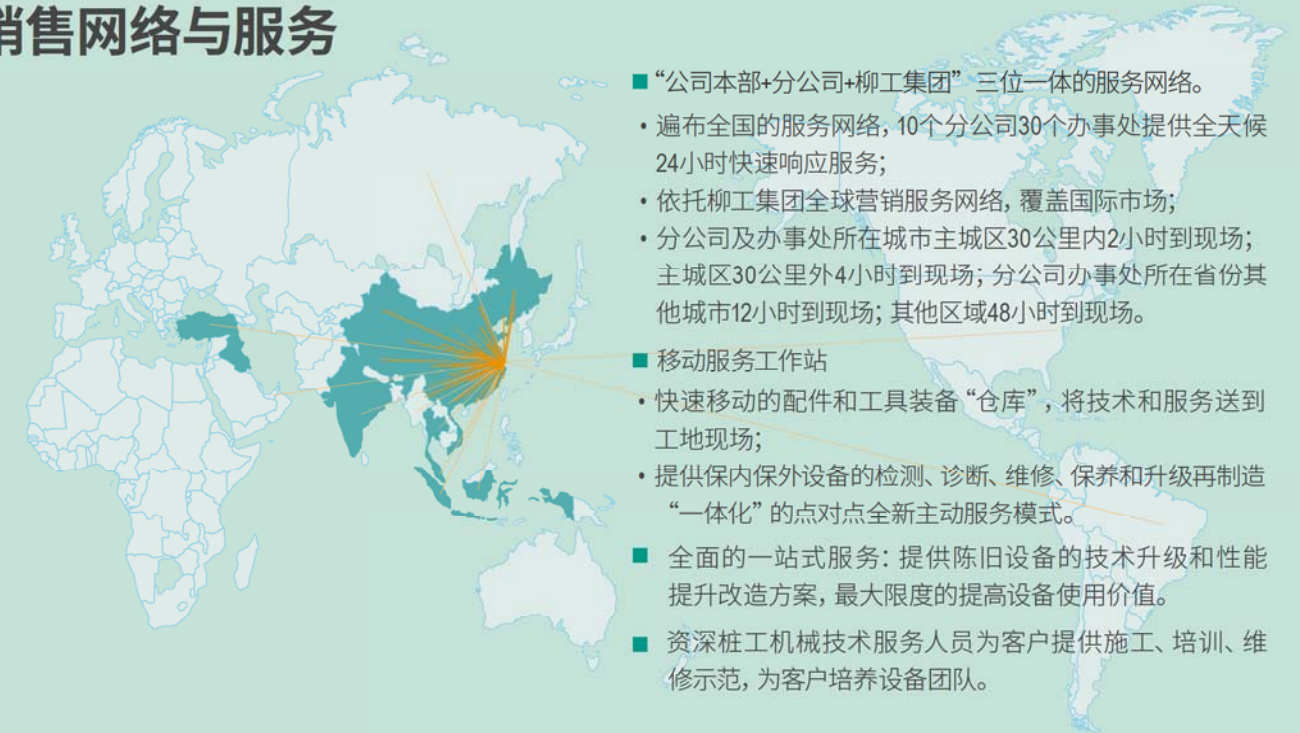 销售网络与服务
■ “公司本部+分公司+柳工集团”三位一体的服务网络。
• 遍布全国的服务网络，10个分公司30个办事处提供全天候
24小时快速响应服务；
• 依托柳工集团全球营销服务网络，覆盖国际市场；
• 分公司及办事处所在城市主城区30公里内2小时到现场；
主城区30公里外4小时到现场；分公司办事处所在省份其
他城市12小时到现场；其他区域48小时到现场。
■ 移动服务工作站
• 快速移动的配件和工具装备“仓库”，将技术和服务送到
工地现场；
• 提供保内保外设备的检测、诊断、维修、保养和升级再制造
“一体化”的点对点全新主动服务模式。
■ 全面的一站式服务：提供陈旧设备的技术升级和性能
提升改造方案，最大限度的提高设备使用价值。
■ 资深桩工机械技术服务人员为客户提供施工、培训、维
修示范，为客户培养设备团队。